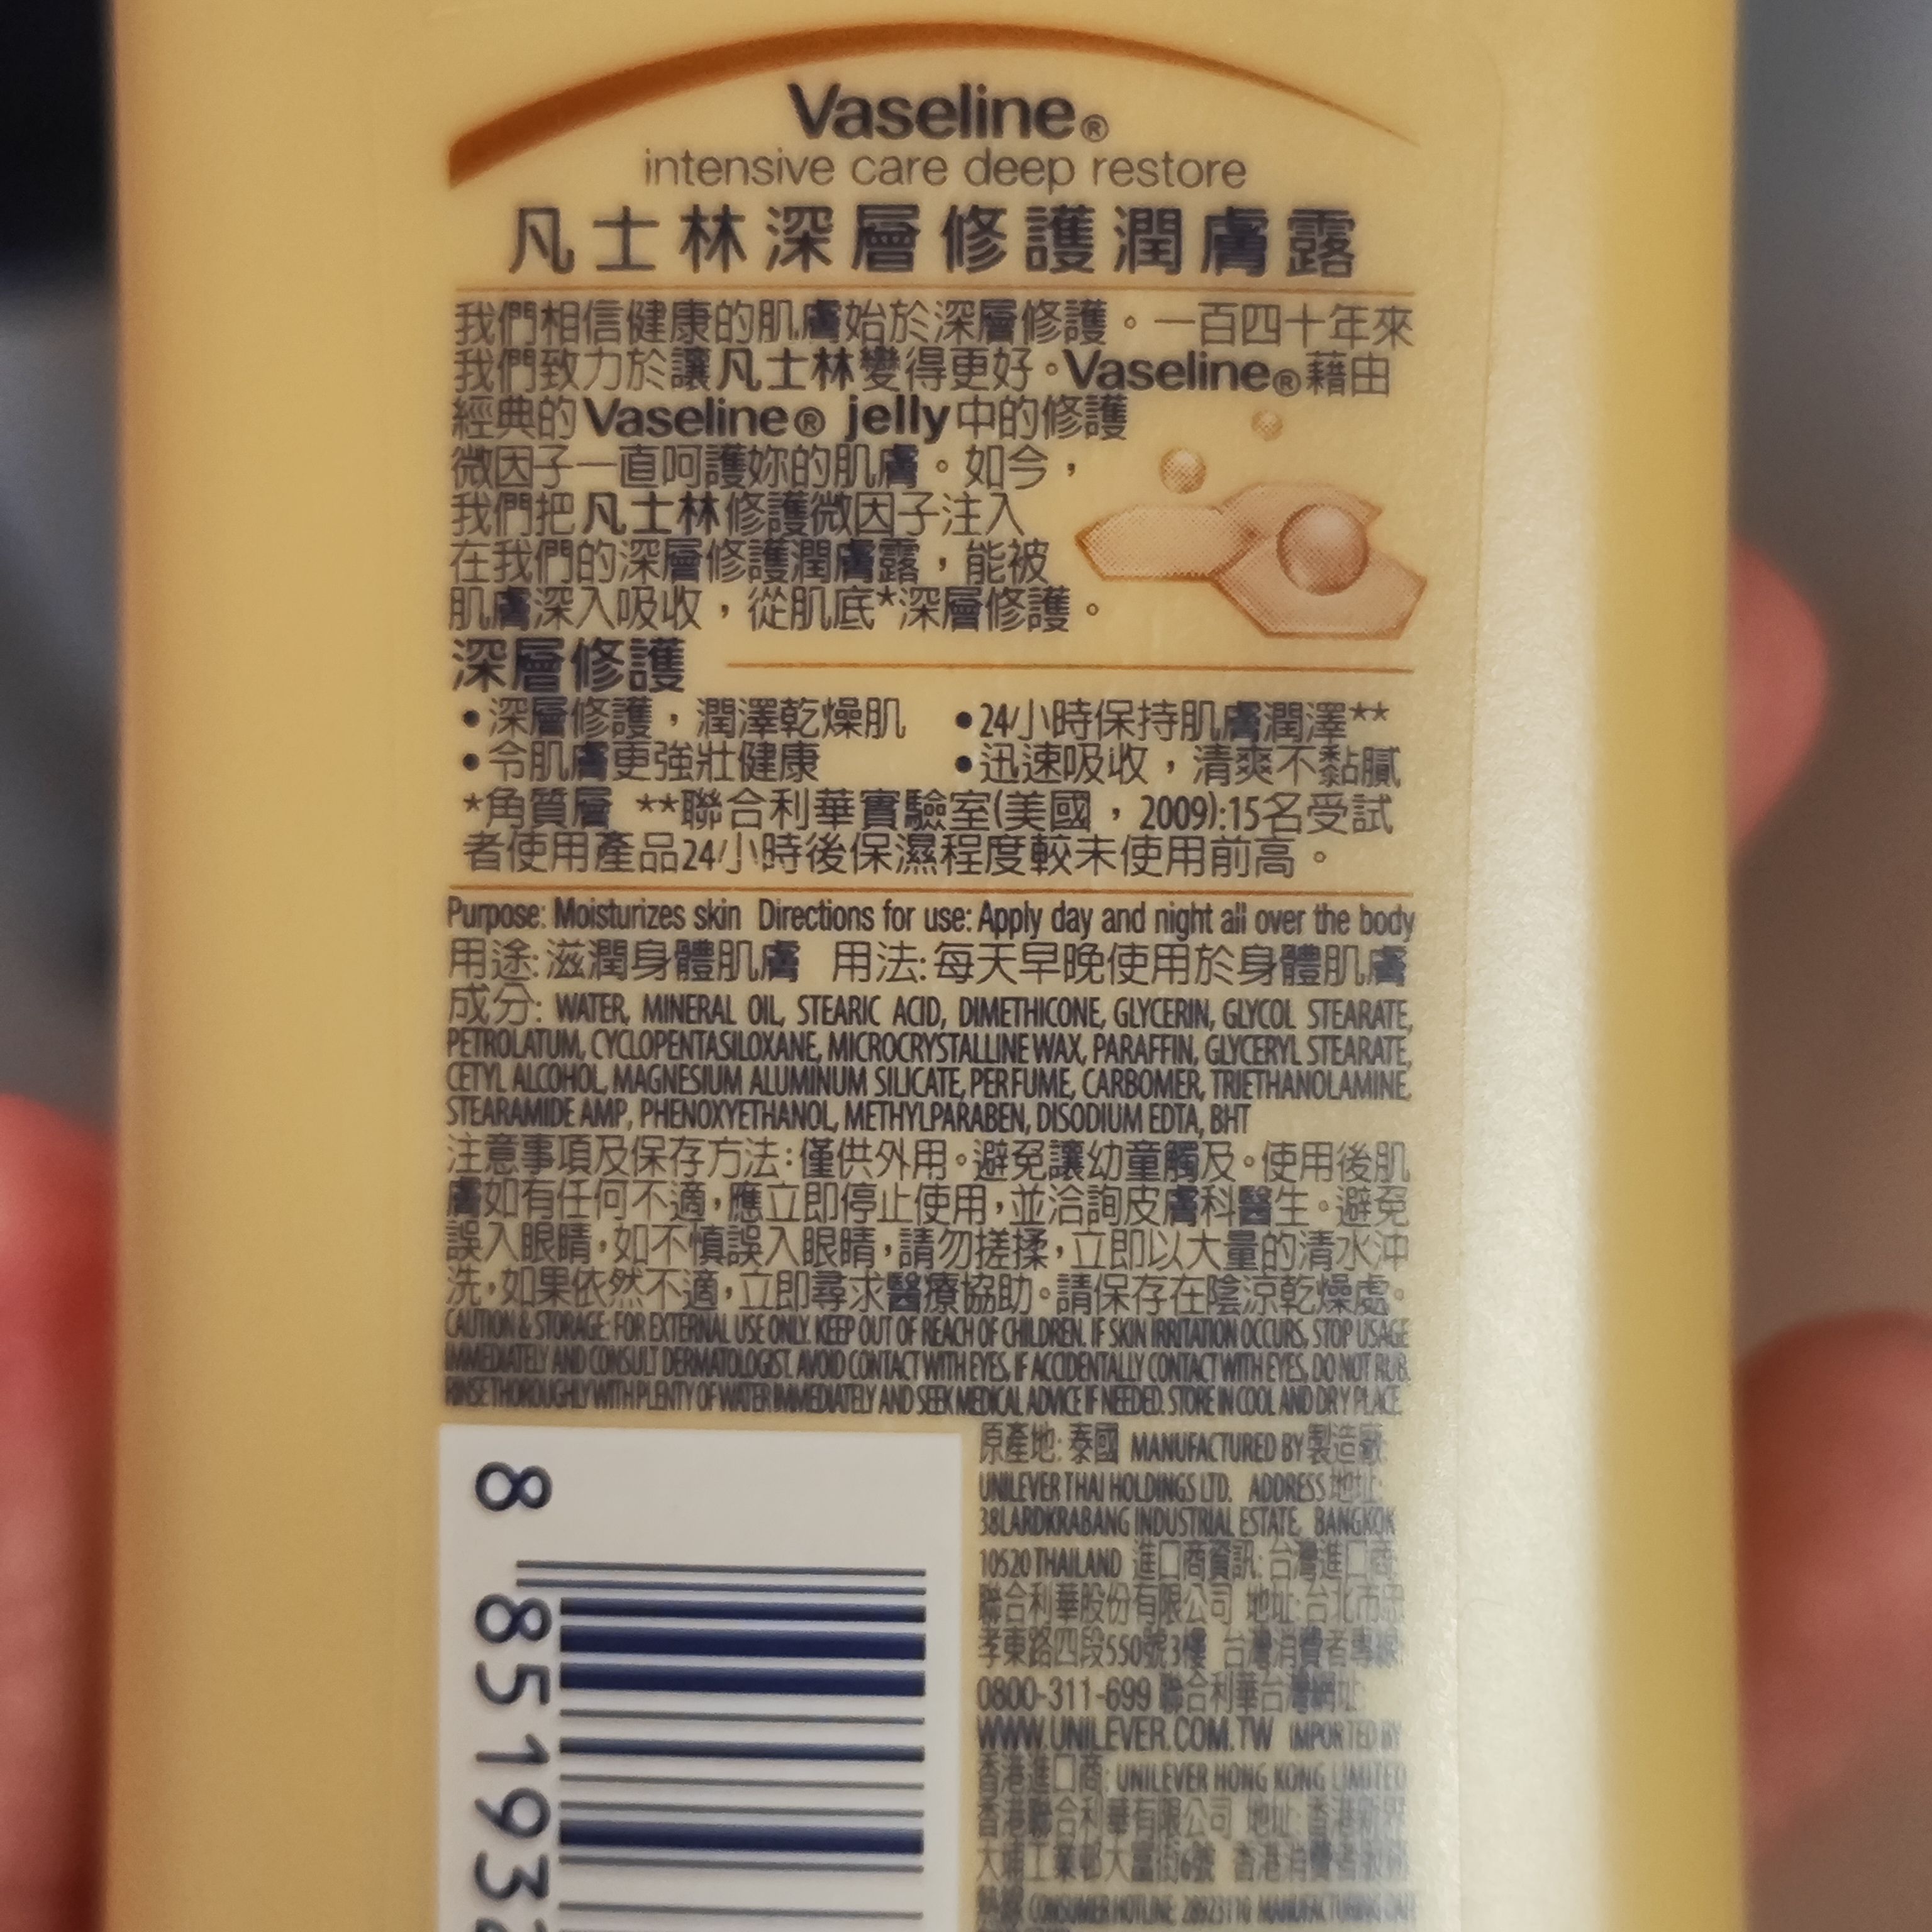 Vaseline®
intensive care deep restore
凡士林深層修護潤膚露
我們相信健康的肌膚始於深層修護。一百四十年來
我們致力於讓凡士林變得更好。Vaseline®藉由
經典的Vaseline® jelly中的修護
微因子一直呵護妳的肌膚。如今，
我們把凡士林修護微因子注入
在我們的深層修護潤膚露，能被
肌膚深入吸收，從肌底*深層修護。
深層修護
•深層修護，潤澤乾燥肌 •24小時保持肌膚潤澤**
•令肌膚更強壯健康 •迅速吸收，清爽不黏膩
*角質層 **聯合利華實驗室(美國，2009):15名受試
者使用產品24小時後保濕程度較未使用前高。
Purpose: Moisturizes skin Directions for use: Apply day and night all over the body
用途:滋潤身體肌膚 用法:每天早晚使用於身體肌膚
成分: WATER, MINERAL OIL, STEARIC ACID, DIMETHICONE, GLYCERIN, GLYCOL STEARATE,
PETROLATUM, CYCLOPENTASILOXANE, MICROCRYSTALLINE WAX, PARAFFIN, GLYCERYL STEARATE,
CETYL ALCOHOL, MAGNESIUM ALUMINUM SILICATE, PERFUME, CARBOMER, TRIETHANOLAMINE,
STEARAMIDE AMP, PHENOXYETHANOL, METHYLPARABEN, DISODIUM EDTA, BHT
注意事項及保存方法:僅供外用。避免讓幼童觸及。使用後肌
膚如有任何不適，應立即停止使用，並洽詢皮膚科醫生。避免
誤入眼睛，如不慎誤入眼睛，請勿搓揉，立即以大量的清水沖
洗，如果依然不適，立即尋求醫療協助。請保存在陰涼乾燥處。
CAUTION & STORAGE: FOR EXTERNAL USE ONLY. KEEP OUT OF REACH OF CHILDREN. IF SKIN IRRITATION OCCURS, STOP USAGE
IMMEDIATELY AND CONSULT DERMATOLOGIST. AVOID CONTACT WITH EYES, IF ACCIDENTALLY CONTACT WITH EYES, DO NOT RUB.
RINSE THOROUGHLY WITH PLENTY OF WATER IMMEDIATELY AND SEEK MEDICAL ADVICE IF NEEDED. STORE IN COOL AND DRY PLACE.
原產地: 泰國 MANUFACTURED BY 製造廠:
UNILEVER THAI HOLDINGS LTD. ADDRESS 地址:
38 LARDKRABANG INDUSTRIAL ESTATE, BANGKOK
10520 THAILAND 進口商資訊: 台灣進口商:
聯合利華股份有限公司 地址:台北市忠
孝東路四段550號3樓 台灣消費者專線:
0800-311-699 聯合利華台灣網址:
WWW.UNILEVER.COM.TW IMPORTED BY
香港進口商: UNILEVER HONG KONG LIMITED
香港聯合利華有限公司 地址: 香港新界
大埔工業邨大富街6號 香港消費者服務
熱線 CONSUMER HOTLINE: 28923110 MANUFACTURING DATE
8 85193